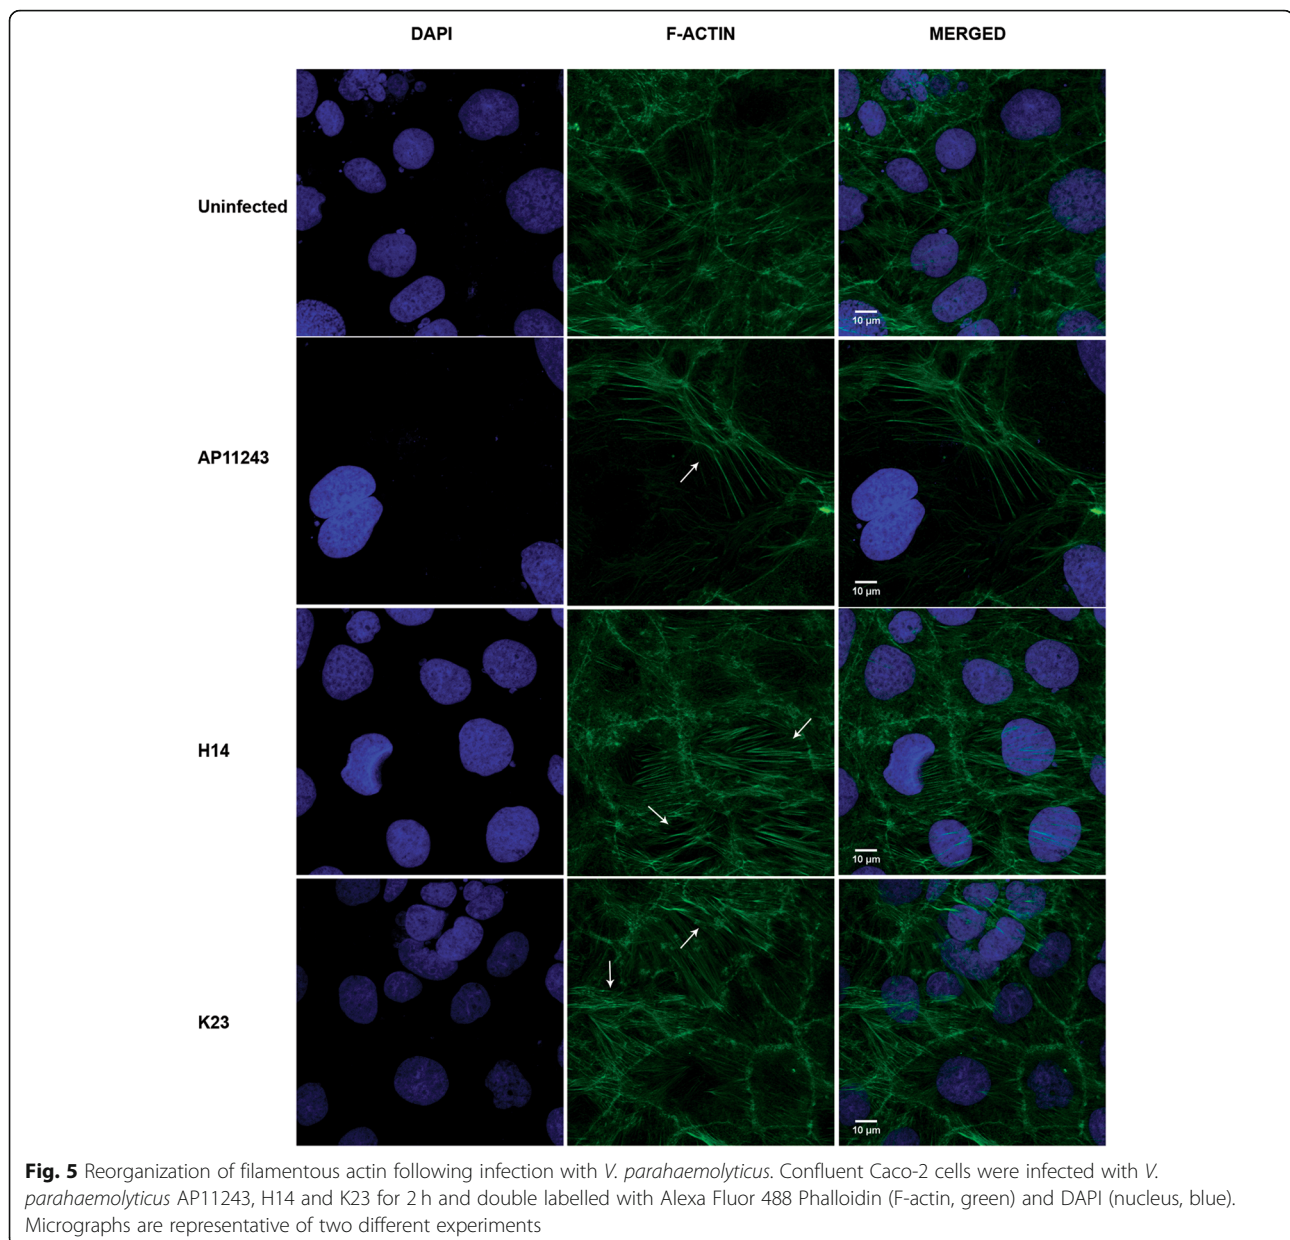 DAPI F-ACTIN MERGED
Uninfected
10 µm
AP11243
10 µm
H14
10 µm
K23
10 µm
Fig. 5 Reorganization of filamentous actin following infection with V. parahaemolyticus. Confluent Caco-2 cells were infected with V.
parahaemolyticus AP11243, H14 and K23 for 2 h and double labelled with Alexa Fluor 488 Phalloidin (F-actin, green) and DAPI (nucleus, blue).
Micrographs are representative of two different experiments